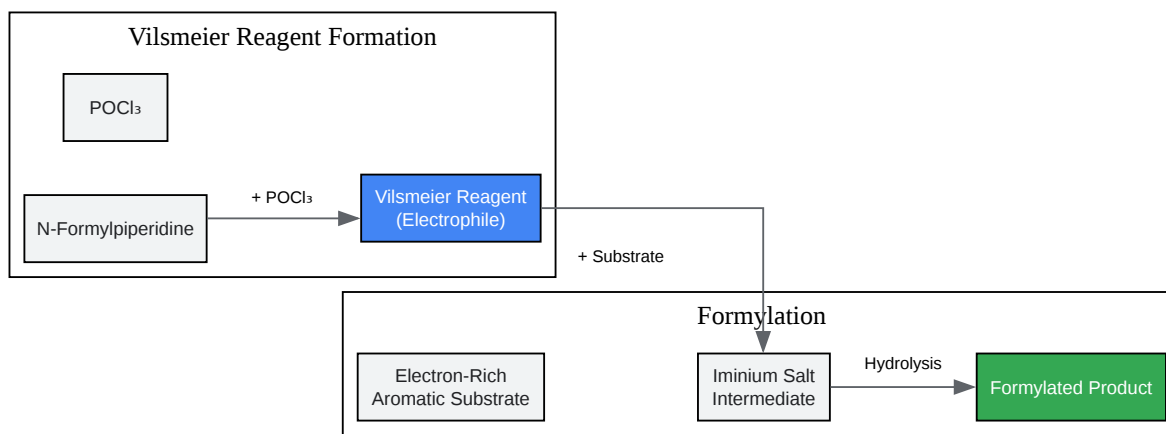 Vilsmeier Reagent Formation
POCl₃
N-Formylpiperidine
+ POCl₃
Vilsmeier Reagent
(Electrophile)
+ Substrate
Formylation
Electron-Rich
Aromatic Substrate
Iminium Salt
Intermediate
Hydrolysis
Formylated Product